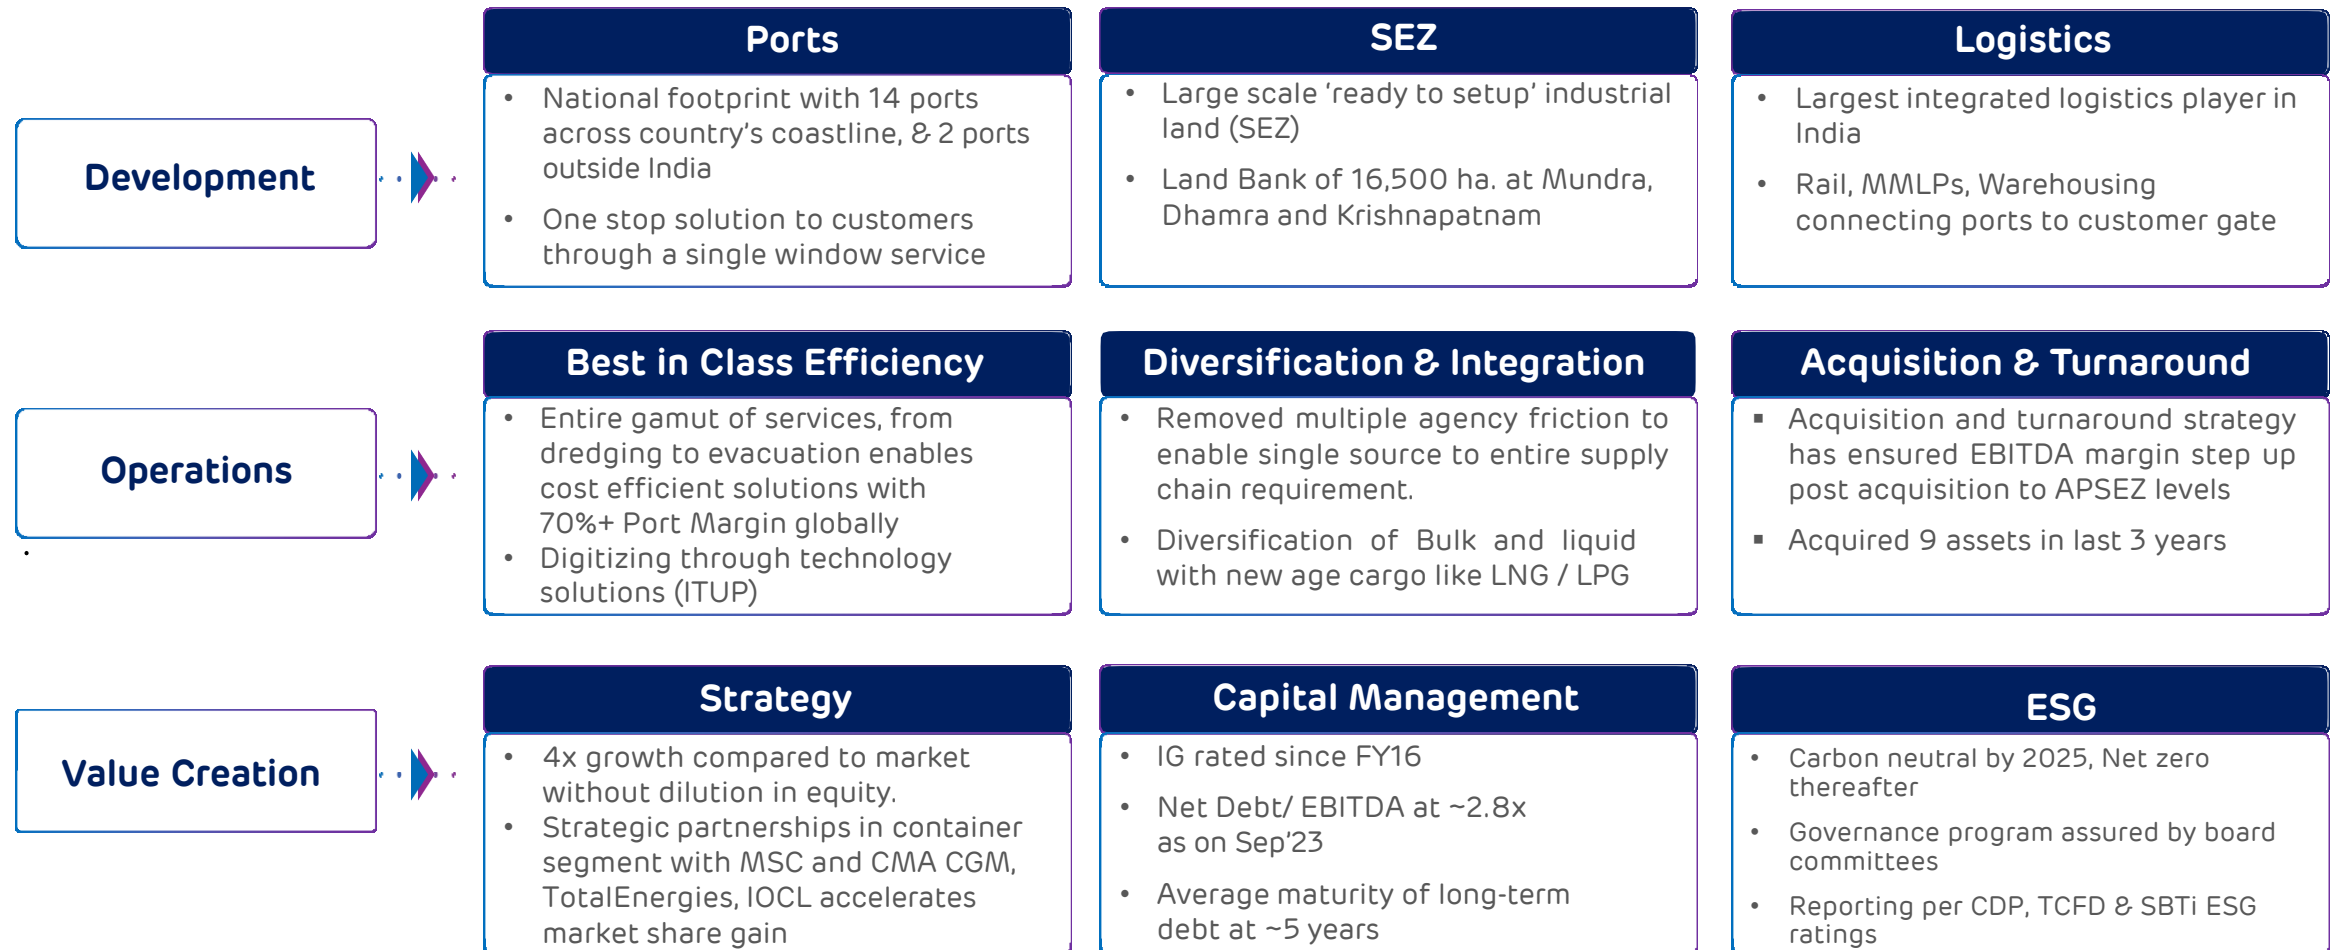 Ports
SEZ
Logistics
Development
• National footprint with 14 ports
across country's coastline, & 2 ports
outside India
• One stop solution to customers
through a single window service
• Large scale 'ready to setup' industrial
land (SEZ)
• Land Bank of 16,500 ha. at Mundra,
Dhamra and Krishnapatnam
• Largest integrated logistics player in
India
• Rail, MMLPs, Warehousing
connecting ports to customer gate
Best in Class Efficiency
Diversification & Integration
Acquisition & Turnaround
Operations
• Entire gamut of services, from
dredging to evacuation enables
cost efficient solutions with
70%+ Port Margin globally
• Digitizing through technology
solutions (ITUP)
• Removed multiple agency friction to
enable single source to entire supply
chain requirement.
• Diversification of Bulk and liquid
with new age cargo like LNG / LPG
▪ Acquisition and turnaround strategy
has ensured EBITDA margin step up
post acquisition to APSEZ levels
▪ Acquired 9 assets in last 3 years
Strategy
Capital Management
ESG
Value Creation
• 4x growth compared to market
without dilution in equity.
• Strategic partnerships in container
segment with MSC and CMA CGM,
TotalEnergies, IOCL accelerates
market share gain
• IG rated since FY16
• Net Debt/ EBITDA at ~2.8x
as on Sep'23
• Average maturity of long-term
debt at ~5 years
• Carbon neutral by 2025, Net zero
thereafter
• Governance program assured by board
committees
• Reporting per CDP, TCFD & SBTi ESG
ratings